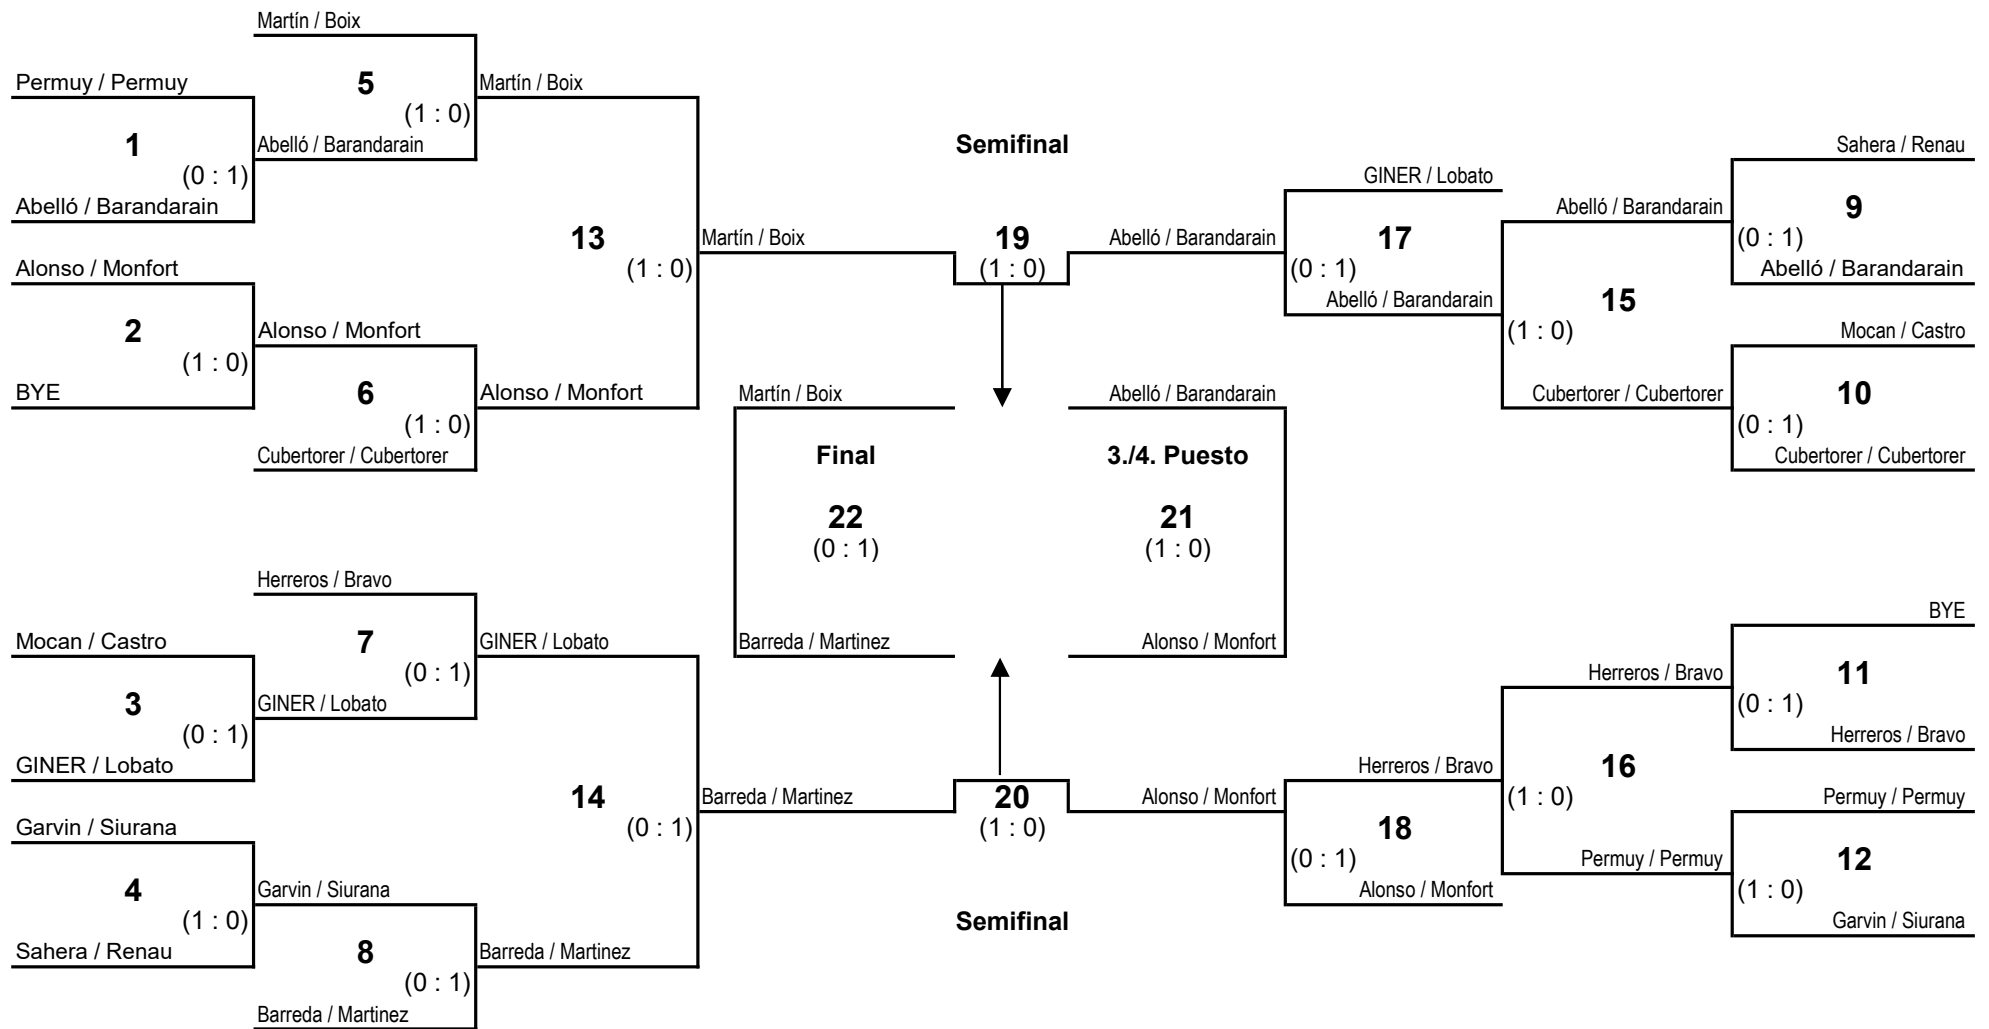 Martín / Boix
Permuy / Permuy
5
Martín / Boix
(1 : 0)
1
Abelló / Barandarain
(0 : 1)
Abelló / Barandarain
13
Martín / Boix
(1 : 0)
Alonso / Monfort
2
Alonso / Monfort
(1 : 0)
BYE
6
Alonso / Monfort
(1 : 0)
Cubertorer / Cubertorer
Semifinal
19
(1 : 0)
Abelló / Barandarain
GINER / Lobato
17
(0 : 1)
Abelló / Barandarain
Abelló / Barandarain
15
(1 : 0)
Cubertorer / Cubertorer
Sahera / Renau
9
(0 : 1)
Abelló / Barandarain
Mocan / Castro
10
(0 : 1)
Cubertorer / Cubertorer
Martín / Boix
Final
22
(0 : 1)
Barreda / Martinez
Abelló / Barandarain
3./4. Puesto
21
(1 : 0)
Alonso / Monfort
Herreros / Bravo
Mocan / Castro
7
GINER / Lobato
(0 : 1)
3
GINER / Lobato
(0 : 1)
GINER / Lobato
14
Barreda / Martinez
(0 : 1)
Garvin / Siurana
4
Garvin / Siurana
(1 : 0)
Sahera / Renau
8
Barreda / Martinez
(0 : 1)
Barreda / Martinez
20
(1 : 0)
Semifinal
Alonso / Monfort
Herreros / Bravo
18
(0 : 1)
Alonso / Monfort
Herreros / Bravo
16
(1 : 0)
Permuy / Permuy
BYE
11
(0 : 1)
Herreros / Bravo
Permuy / Permuy
12
(1 : 0)
Garvin / Siurana